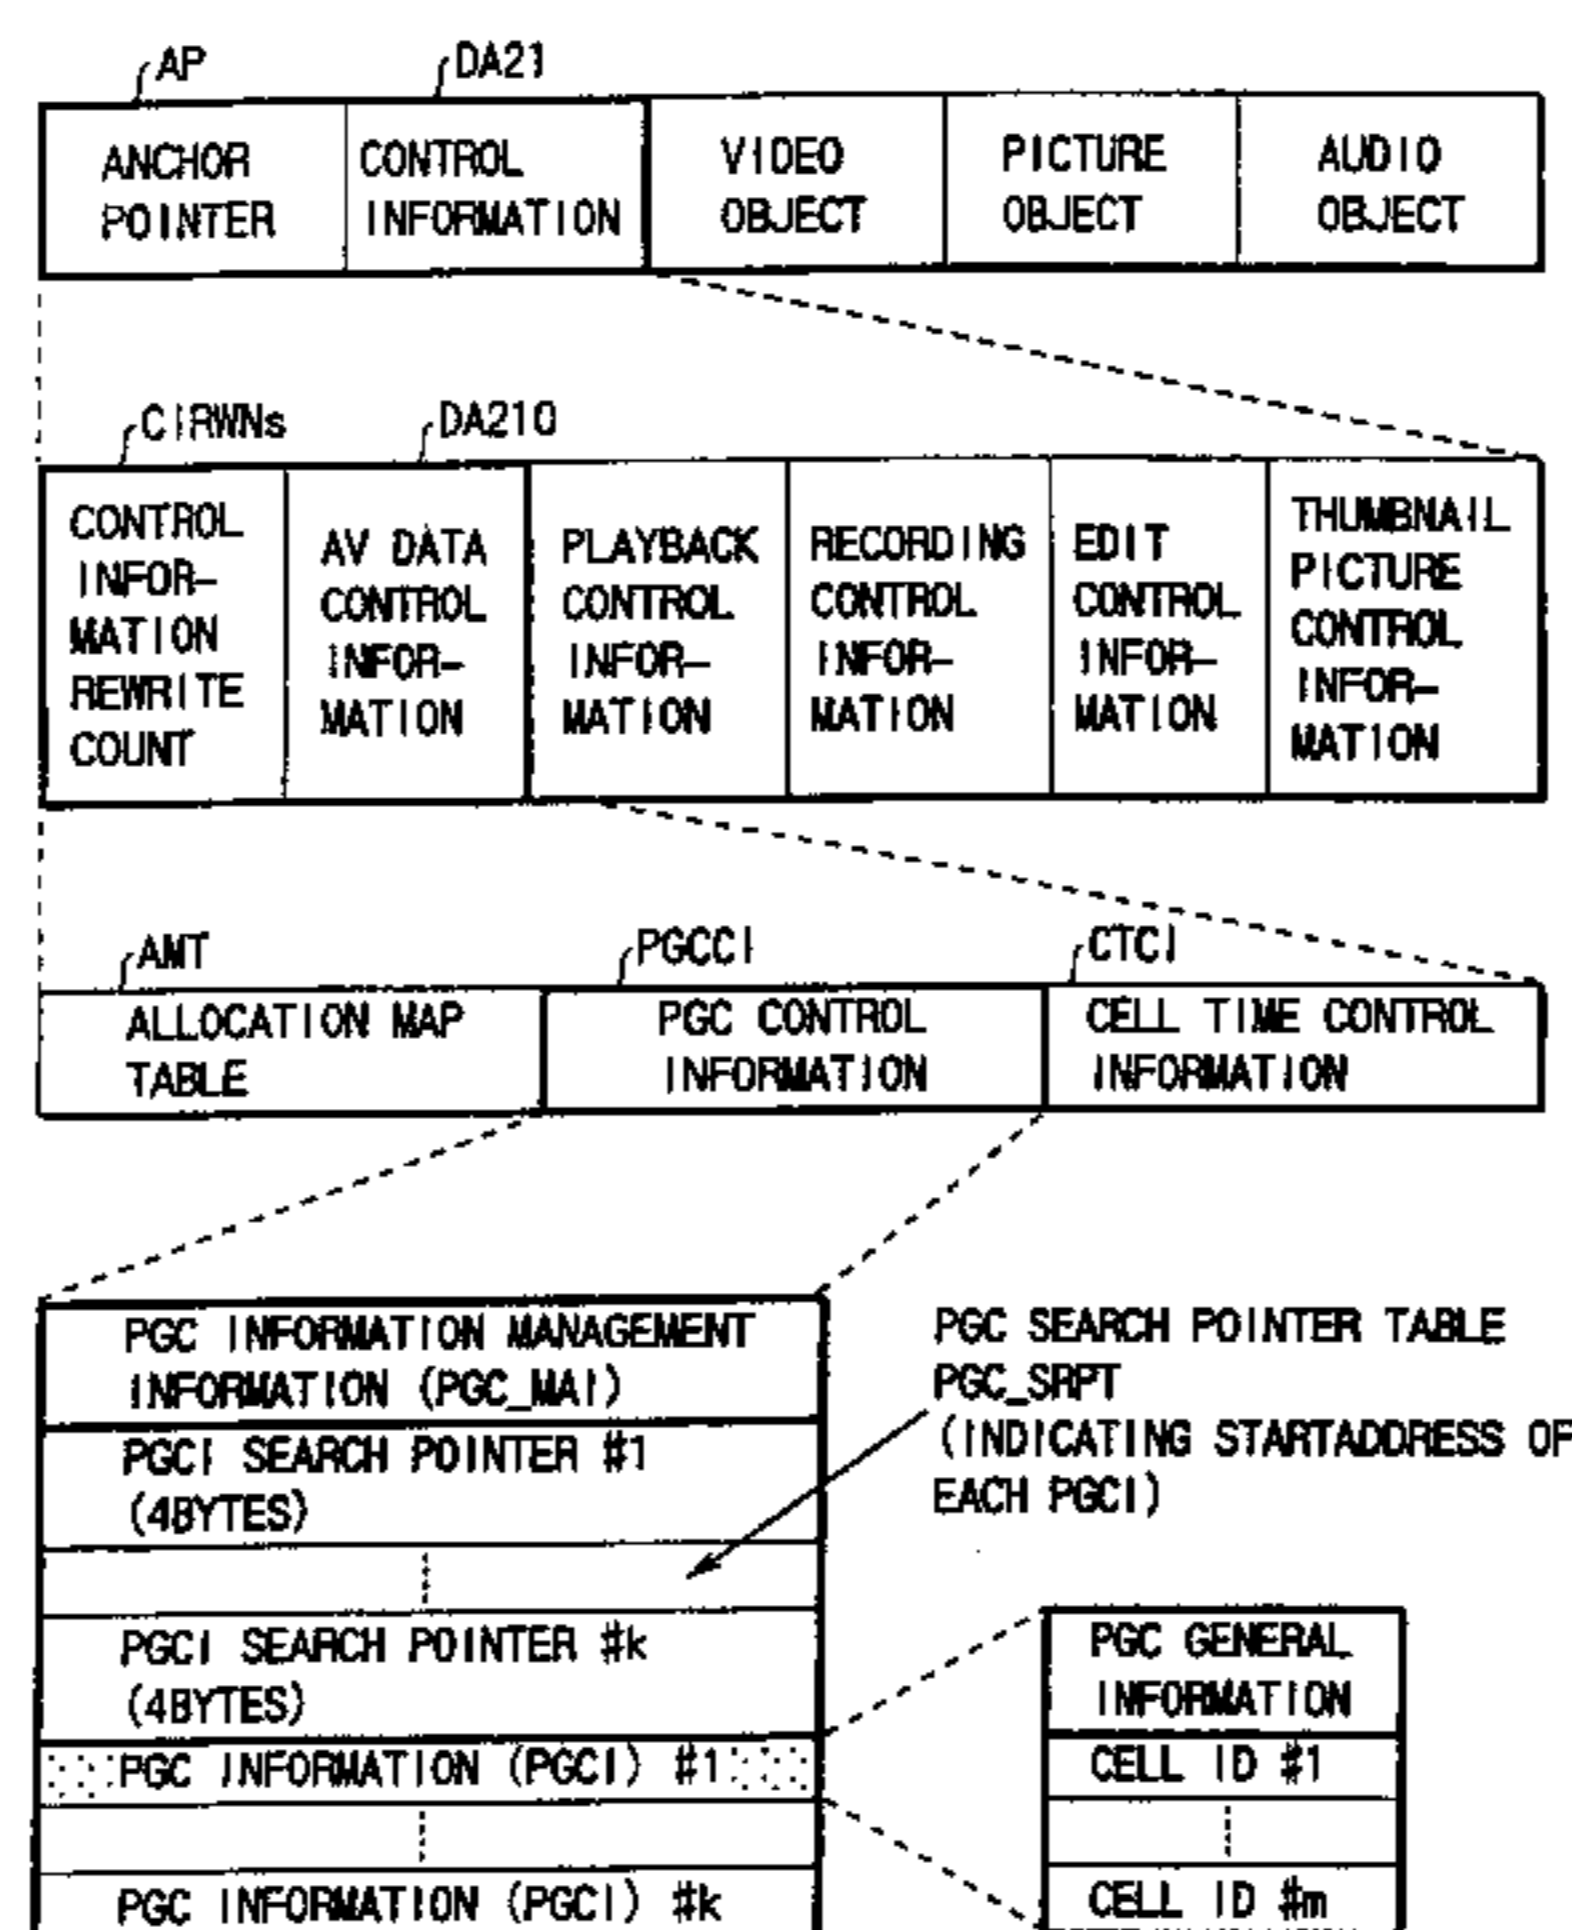 AP
DA21
ANCHOR
POINTER
CONTROL
INFORMATION
VIDEO
OBJECT
PICTURE
OBJECT
AUDIO
OBJECT
CIRWNs
DA210
CONTROL
INFOR-
MATION
REWRITE
COUNT
AV DATA
CONTROL
INFOR-
MATION
PLAYBACK
CONTROL
INFOR-
MATION
RECORDING
CONTROL
INFOR-
MATION
EDIT
CONTROL
INFOR-
MATION
THUMBNAIL
PICTURE
CONTROL
INFOR-
MATION
AMT
PGCCI
CTCI
ALLOCATION MAP
TABLE
PGC CONTROL
INFORMATION
CELL TIME CONTROL
INFORMATION
PGC INFORMATION MANAGEMENT
INFORMATION (PGC_MAI)
PGCI SEARCH POINTER #1
(4BYTES)
PGCI SEARCH POINTER #k
(4BYTES)
PGC INFORMATION (PGCI) #1
PGC INFORMATION (PGCI) #k
PGC SEARCH POINTER TABLE
PGC_SRPT
(INDICATING STARTADDRESS OF
EACH PGCI)
PGC GENERAL
INFORMATION
CELL ID #1
CELL ID #m